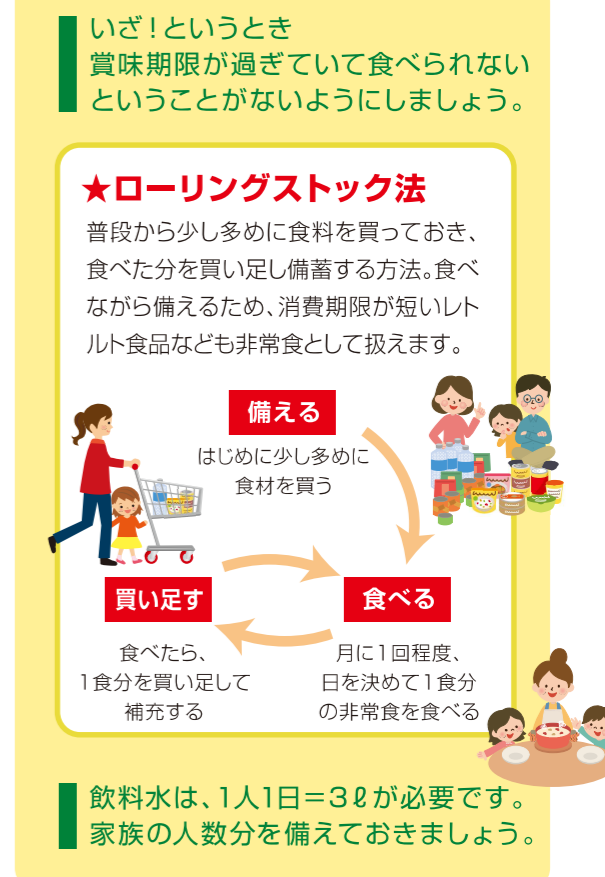 いざ！というとき
賞味期限が過ぎていて食べられない
ということがないようにしましょう。
★ローリングストック法
普段から少し多めに食料を買っておき、
食べた分を買い足し備蓄する方法。食べ
ながら備えるため、消費期限が短いレト
ルト食品なども非常食として扱えます。
備える
はじめに少し多めに
食材を買う
買い足す
食べたら、
1食分を買い足して
補充する
食べる
月に1回程度、
日を決めて1食分
の非常食を食べる
飲料水は、1人1日＝3ℓが必要です。
家族の人数分を備えておきましょう。